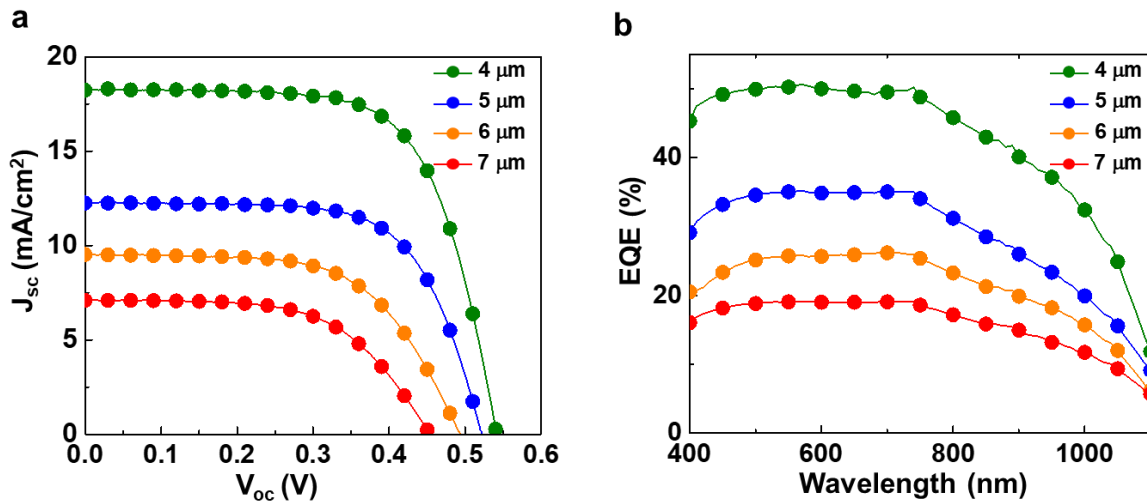 a
20
15
10
5
0
0.0 0.1 0.2 0.3 0.4 0.5 0.6
J_sc (mA/cm²)
V_oc (V)
4 μm
5 μm
6 μm
7 μm
b
40
20
0
400 600 800 1000
EQE (%)
Wavelength (nm)
4 μm
5 μm
6 μm
7 μm